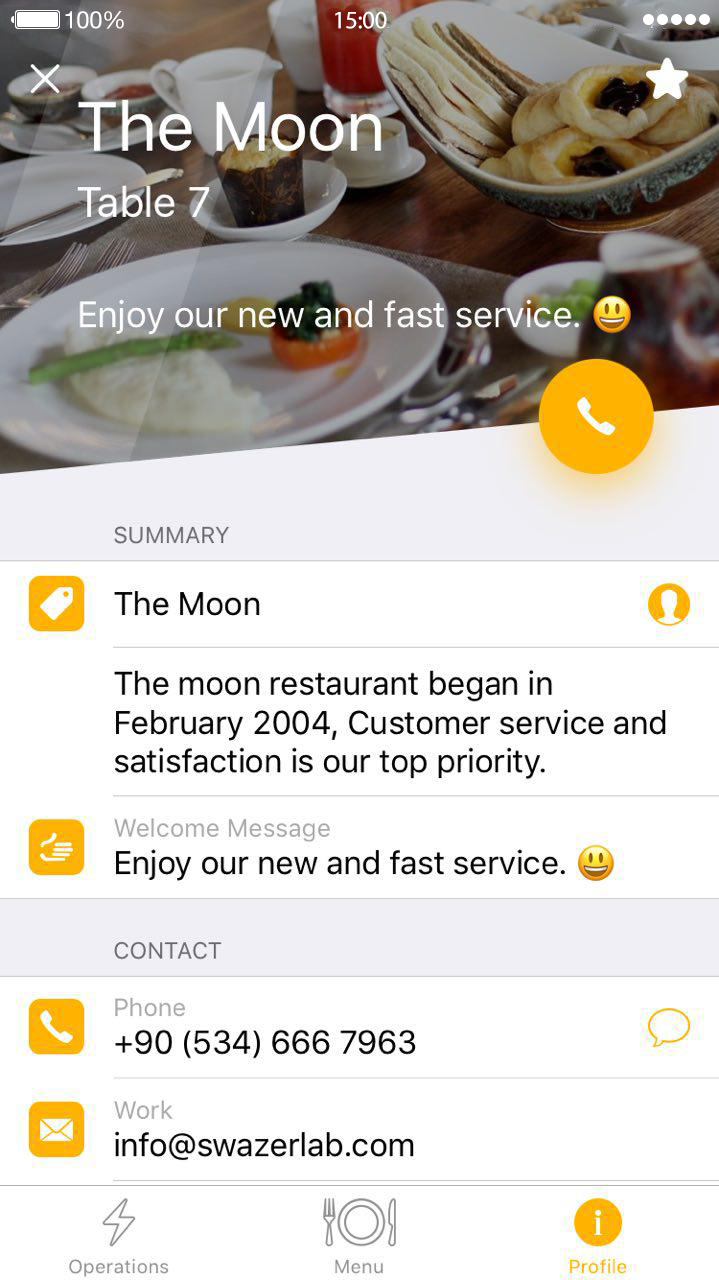 100% 15:00
The Moon
Table 7
Enjoy our new and fast service. 😃
SUMMARY
The Moon
The moon restaurant began in
February 2004, Customer service and
satisfaction is our top priority.
Welcome Message
Enjoy our new and fast service. 😃
CONTACT
Phone
+90 (534) 666 7963
Work
info@swazerlab.com
Operations Menu Profile